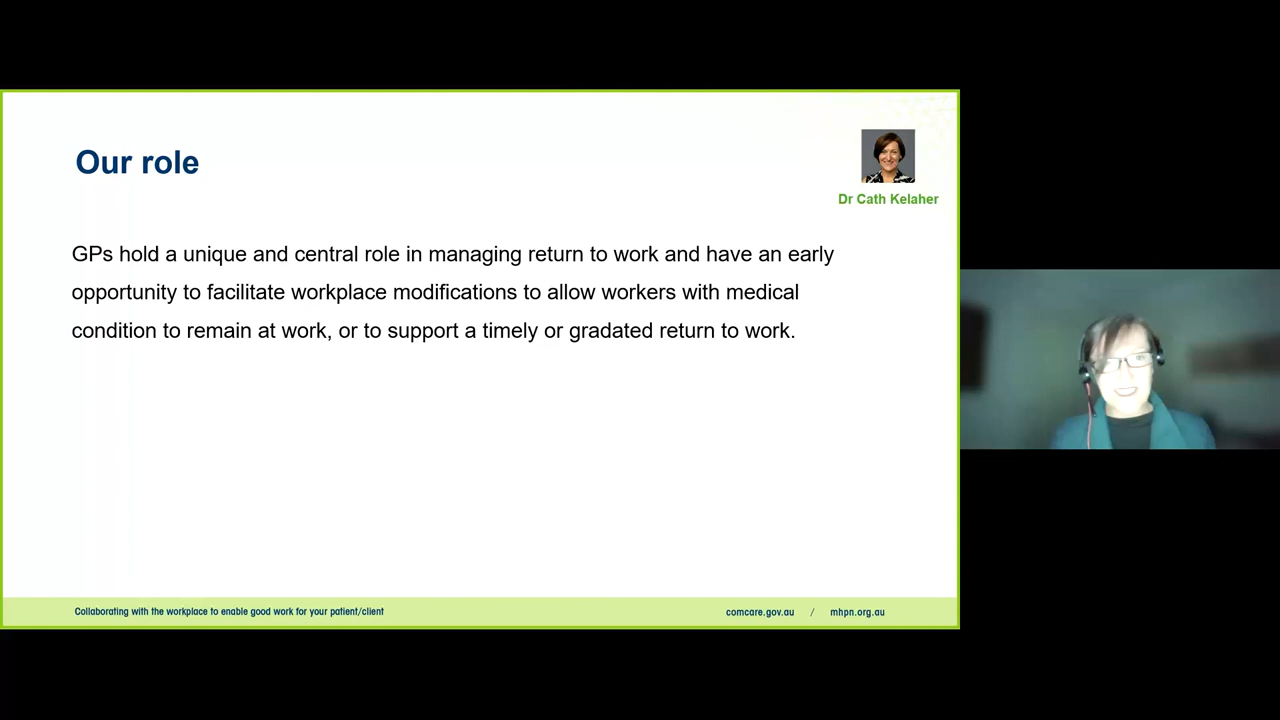 Our role
Dr Cath Kelaher
GPs hold a unique and central role in managing return to work and have an early
opportunity to facilitate workplace modifications to allow workers with medical
condition to remain at work, or to support a timely or gradated return to work.
Collaborating with the workplace to enable good work for your patient/client
comcare.gov.au / mhpn.org.au